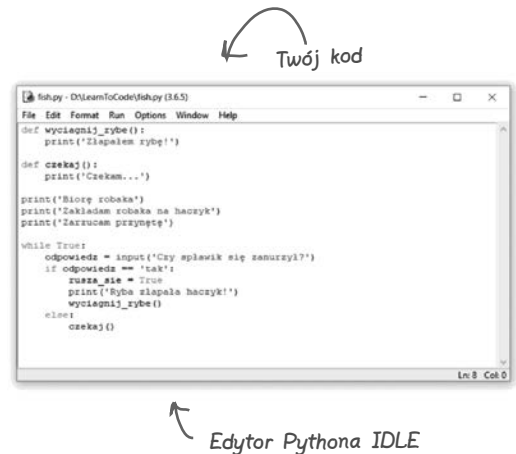 Twój kod
fish.py - D:\LearnToCode\fish.py (3.6.5)
File Edit Format Run Options Window Help
def wyciagnij_rybe():
    print('Złapałem rybę!')
def czekaj():
    print('Czekam...')
print('Biorę robaka')
print('Zakładam robaka na haczyk')
print('Zarzucam przynętę')
while True:
    odpowiedz = input('Czy spławik się zanurzył?')
    if odpowiedz == 'tak':
        rusza_sie = True
        print('Ryba złapała haczyk!')
        wyciagnij_rybe()
    else:
        czekaj()
Ln: 8 Col: 0
Edytor Pythona IDLE